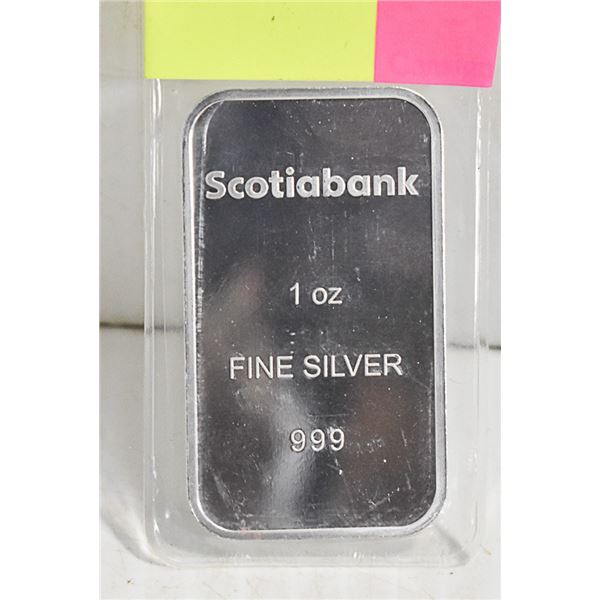 Scotiabank
1 oz
FINE SILVER
999